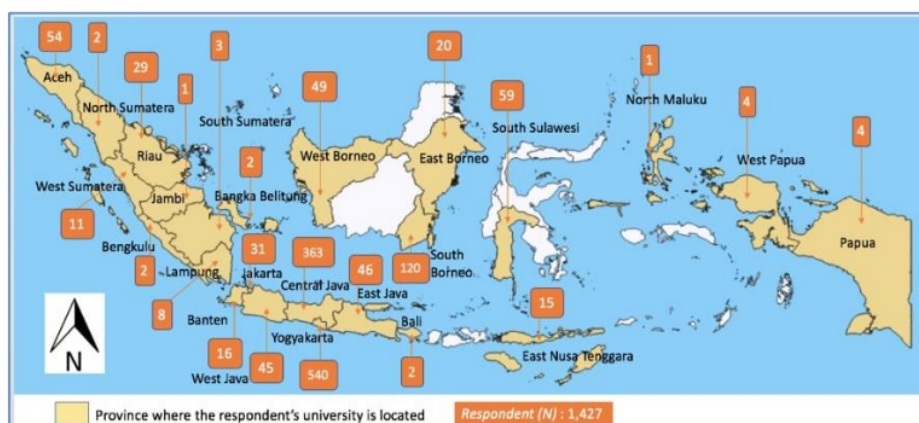 54
2
3
20
29
1
49
59
1
4
4
Aceh
North Sumatera
South Sumatera
North Maluku
South Sulawesi
West Borneo
East Borneo
West Papua
Riau
2
West Sumatera
Jambi
Bangka Belitung
11
Bengkulu
31
363
46
120
South
Borneo
Papua
Lampung
Jakarta
2
Central Java
East Java
15
8
Banten
Bali
Yogyakarta
East Nusa Tenggara
16
45
540
2
West Java
N
Province where the respondent's university is located
Respondent (N) : 1,427